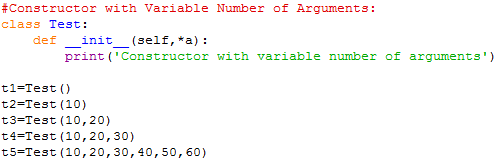 #Constructor with Variable Number of Arguments:
class Test:
    def __init__(self,*a):
        print('Constructor with variable number of arguments')

t1=Test()
t2=Test(10)
t3=Test(10,20)
t4=Test(10,20,30)
t5=Test(10,20,30,40,50,60)